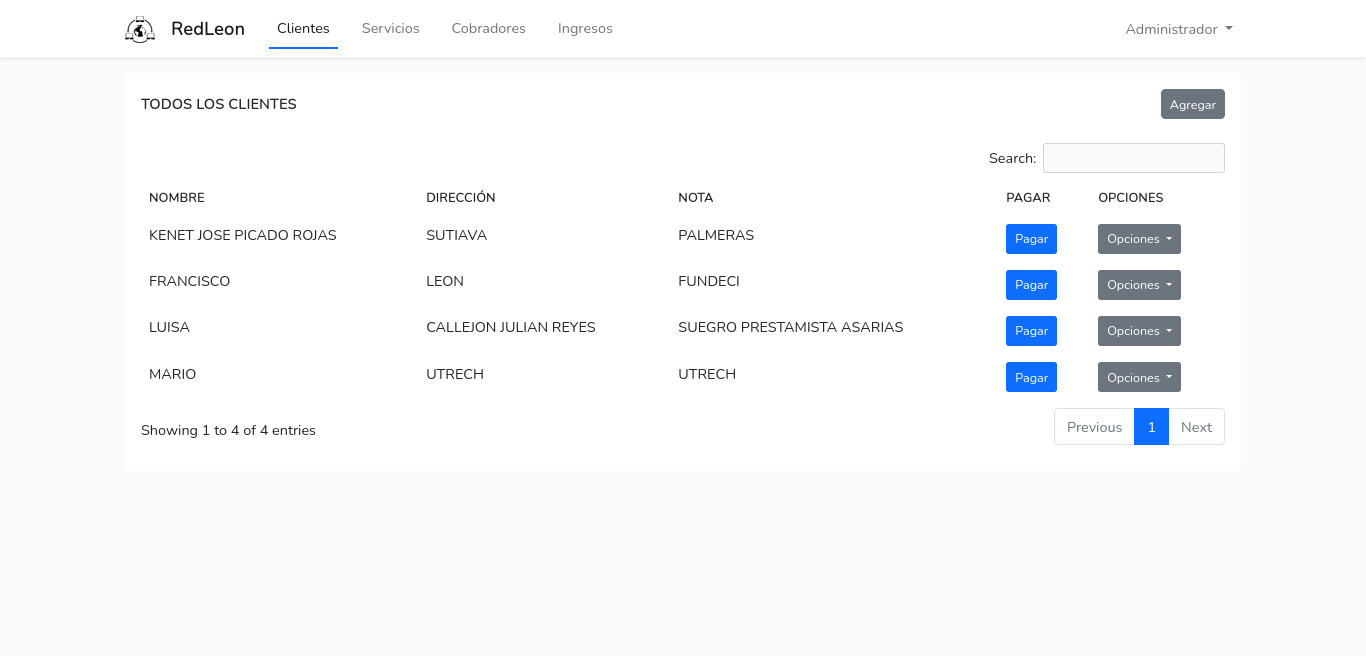 RedLeon Clientes Servicios Cobradores Ingresos Administrador
TODOS LOS CLIENTES Agregar
Search:
NOMBRE DIRECCIÓN NOTA PAGAR OPCIONES
KENET JOSE PICADO ROJAS SUTIAVA PALMERAS Pagar Opciones
FRANCISCO LEON FUNDECI Pagar Opciones
LUISA CALLEJON JULIAN REYES SUEGRO PRESTAMISTA ASARIAS Pagar Opciones
MARIO UTRECH UTRECH Pagar Opciones
Showing 1 to 4 of 4 entries Previous 1 Next